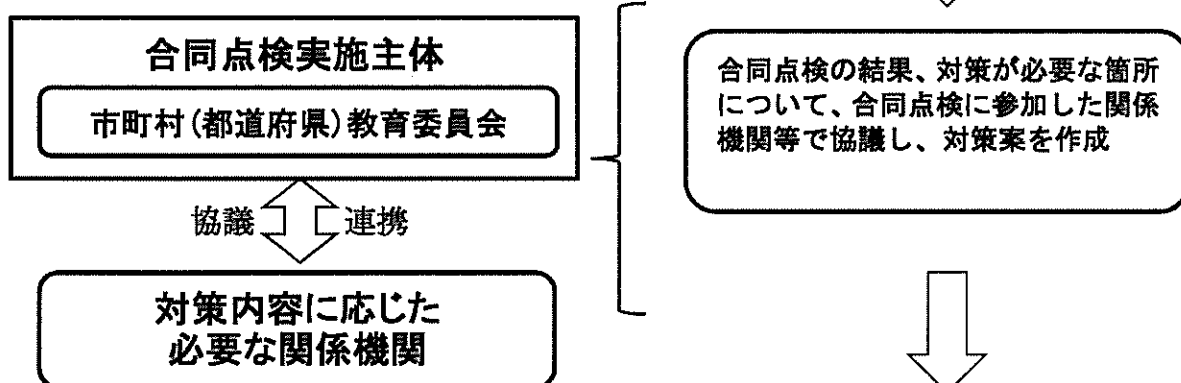 合同点検実施主体
市町村(都道府県)教育委員会
協議
連携
対策内容に応じた
必要な関係機関
合同点検の結果、対策が必要な箇所
について、合同点検に参加した関係
機関等で協議し、対策案を作成